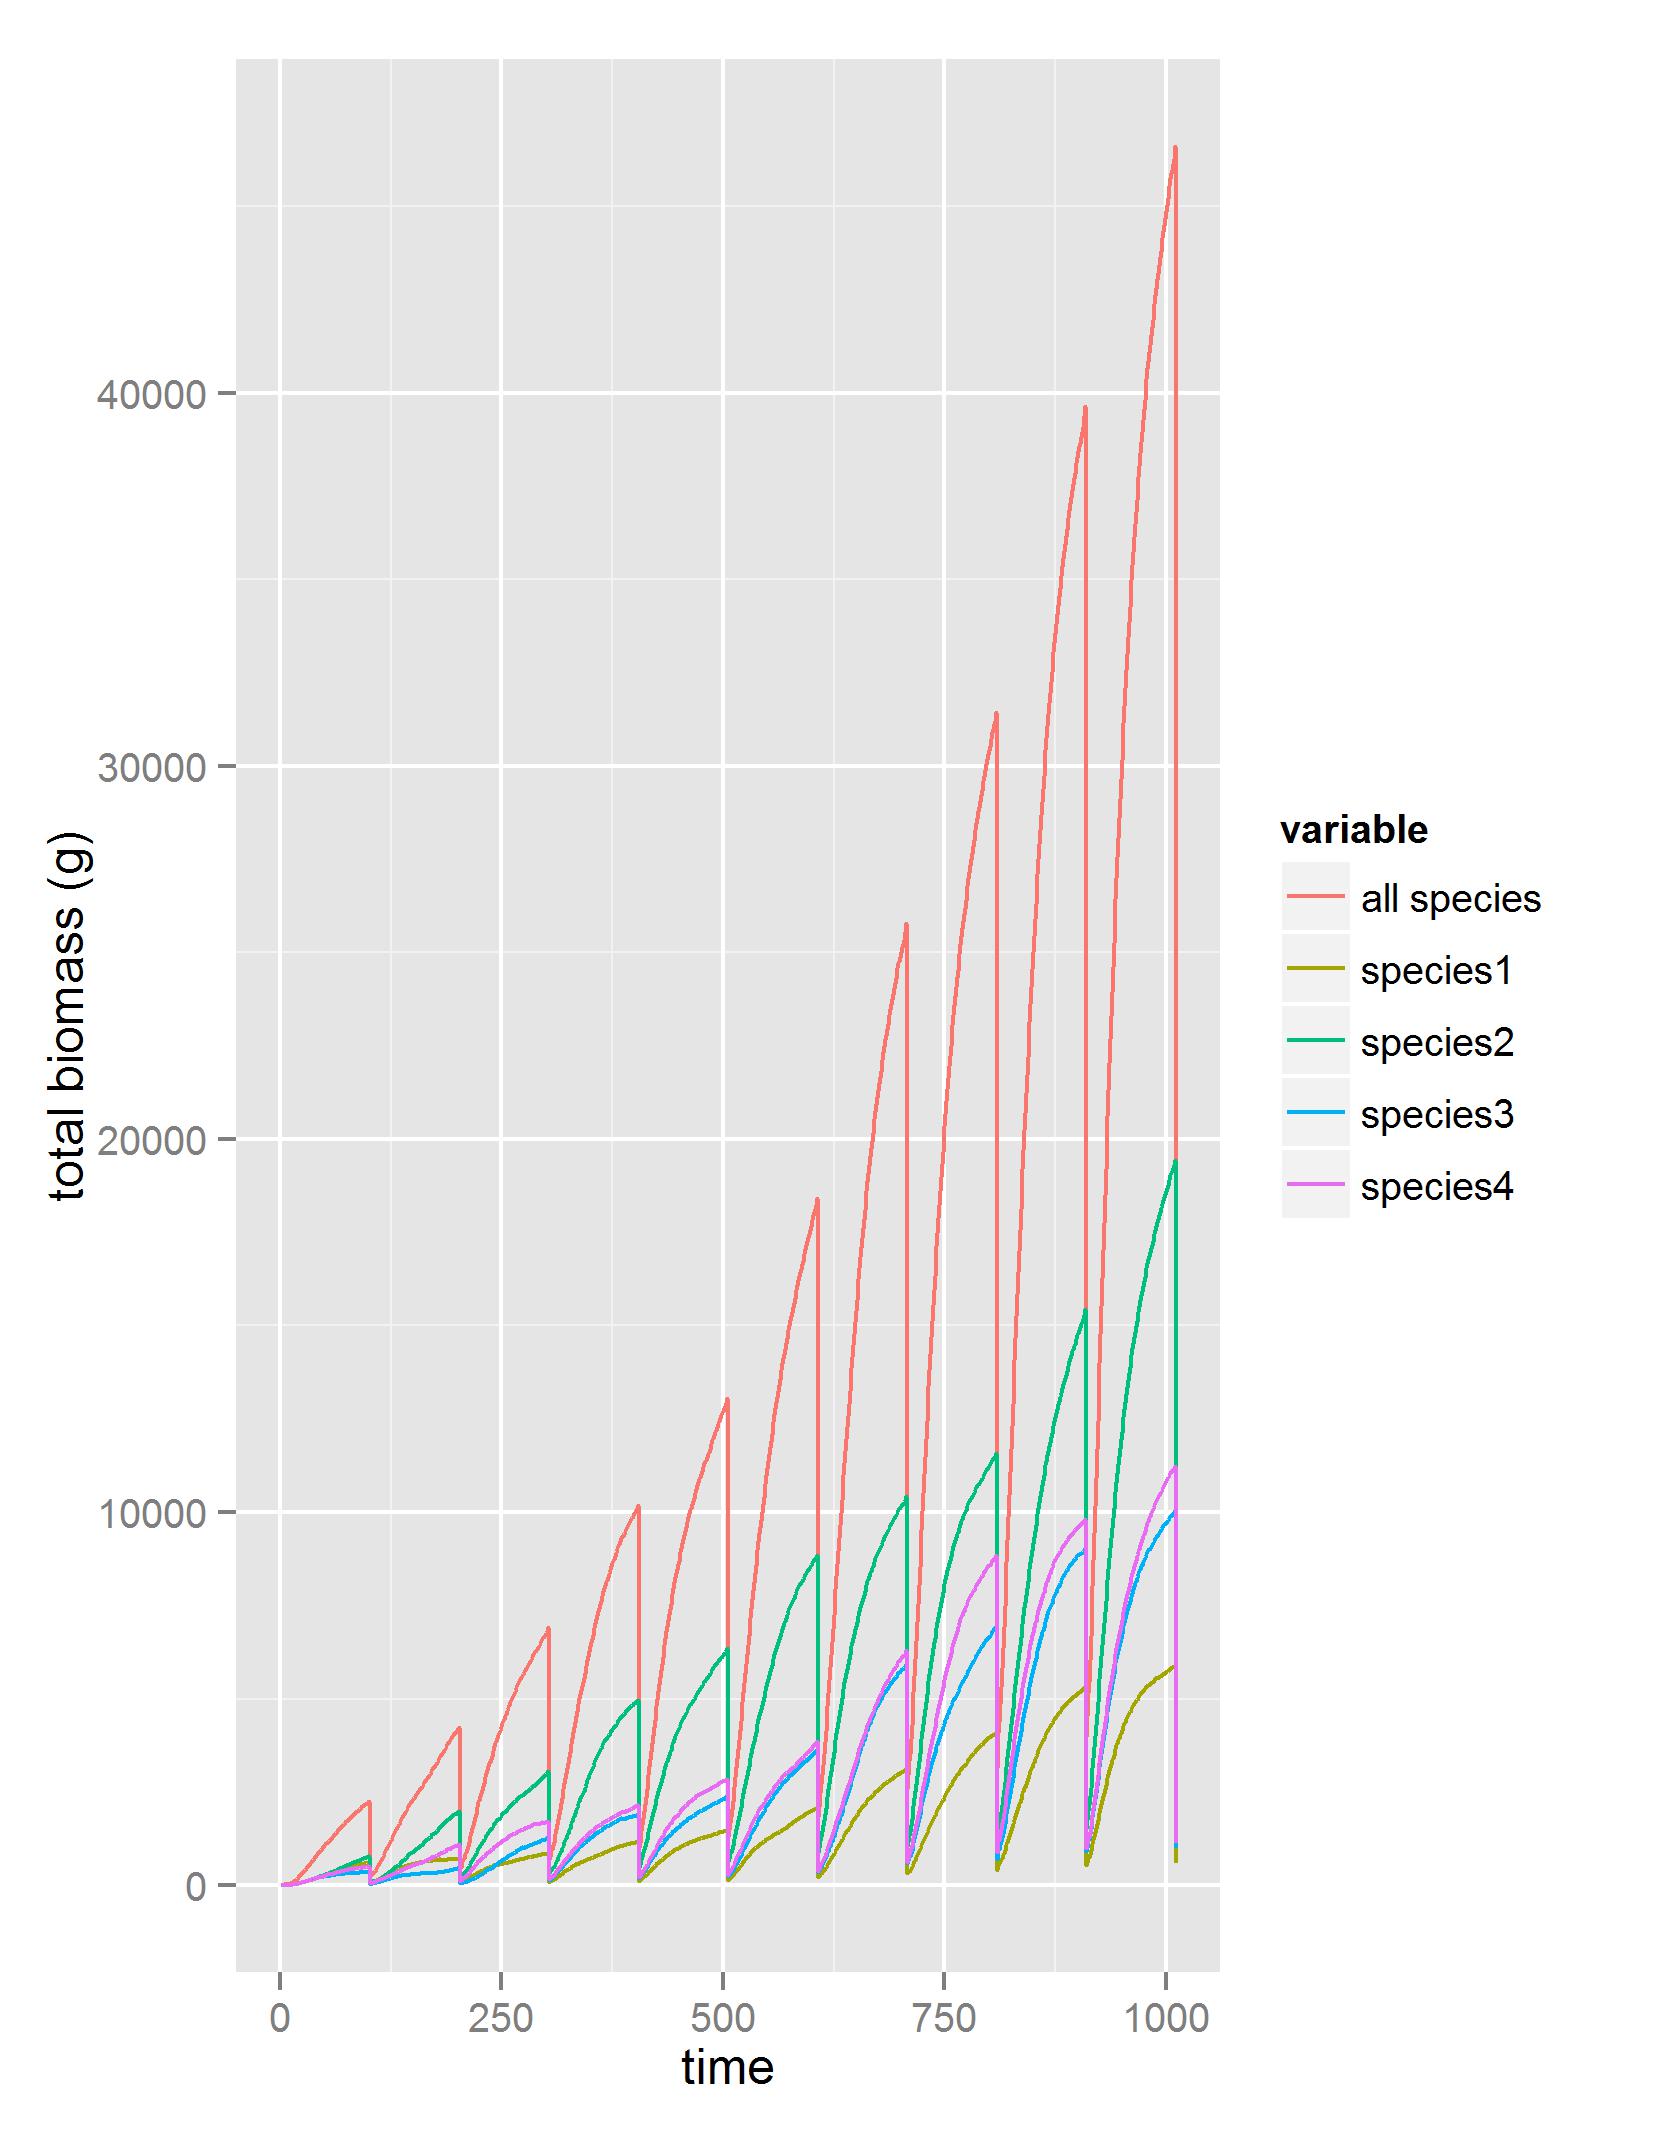 total biomass (g)
40000
30000
20000
10000
0
0 250 500 750 1000
time
variable
all species
species1
species2
species3
species4